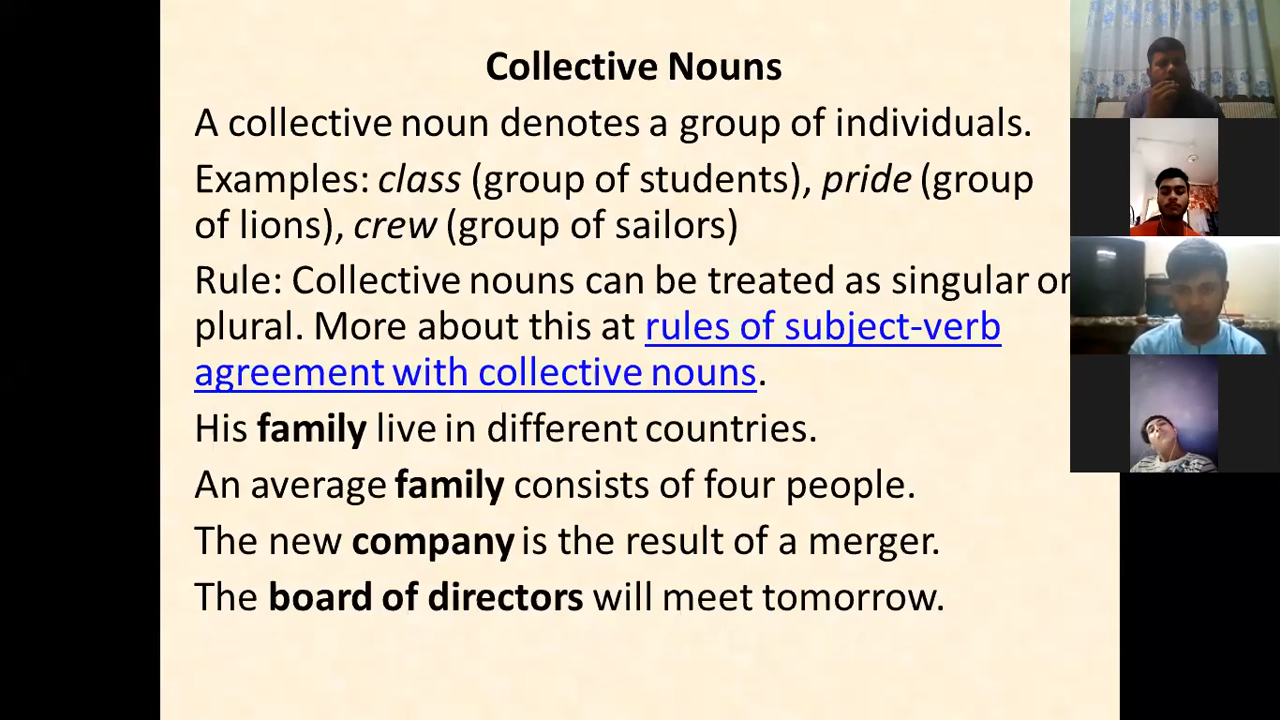 Collective Nouns
A collective noun denotes a group of individuals.
Examples: class (group of students), pride (group
of lions), crew (group of sailors)
Rule: Collective nouns can be treated as singular or
plural. More about this at rules of subject-verb
agreement with collective nouns.
His family live in different countries.
An average family consists of four people.
The new company is the result of a merger.
The board of directors will meet tomorrow.